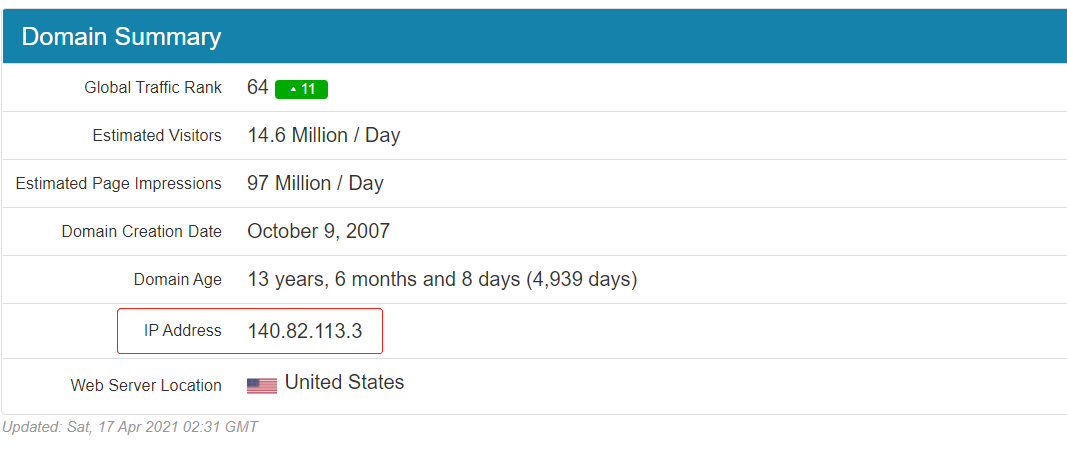 Domain Summary
Global Traffic Rank 64 ▲ 11
Estimated Visitors 14.6 Million / Day
Estimated Page Impressions 97 Million / Day
Domain Creation Date October 9, 2007
Domain Age 13 years, 6 months and 8 days (4,939 days)
IP Address 140.82.113.3
Web Server Location United States
Updated: Sat, 17 Apr 2021 02:31 GMT